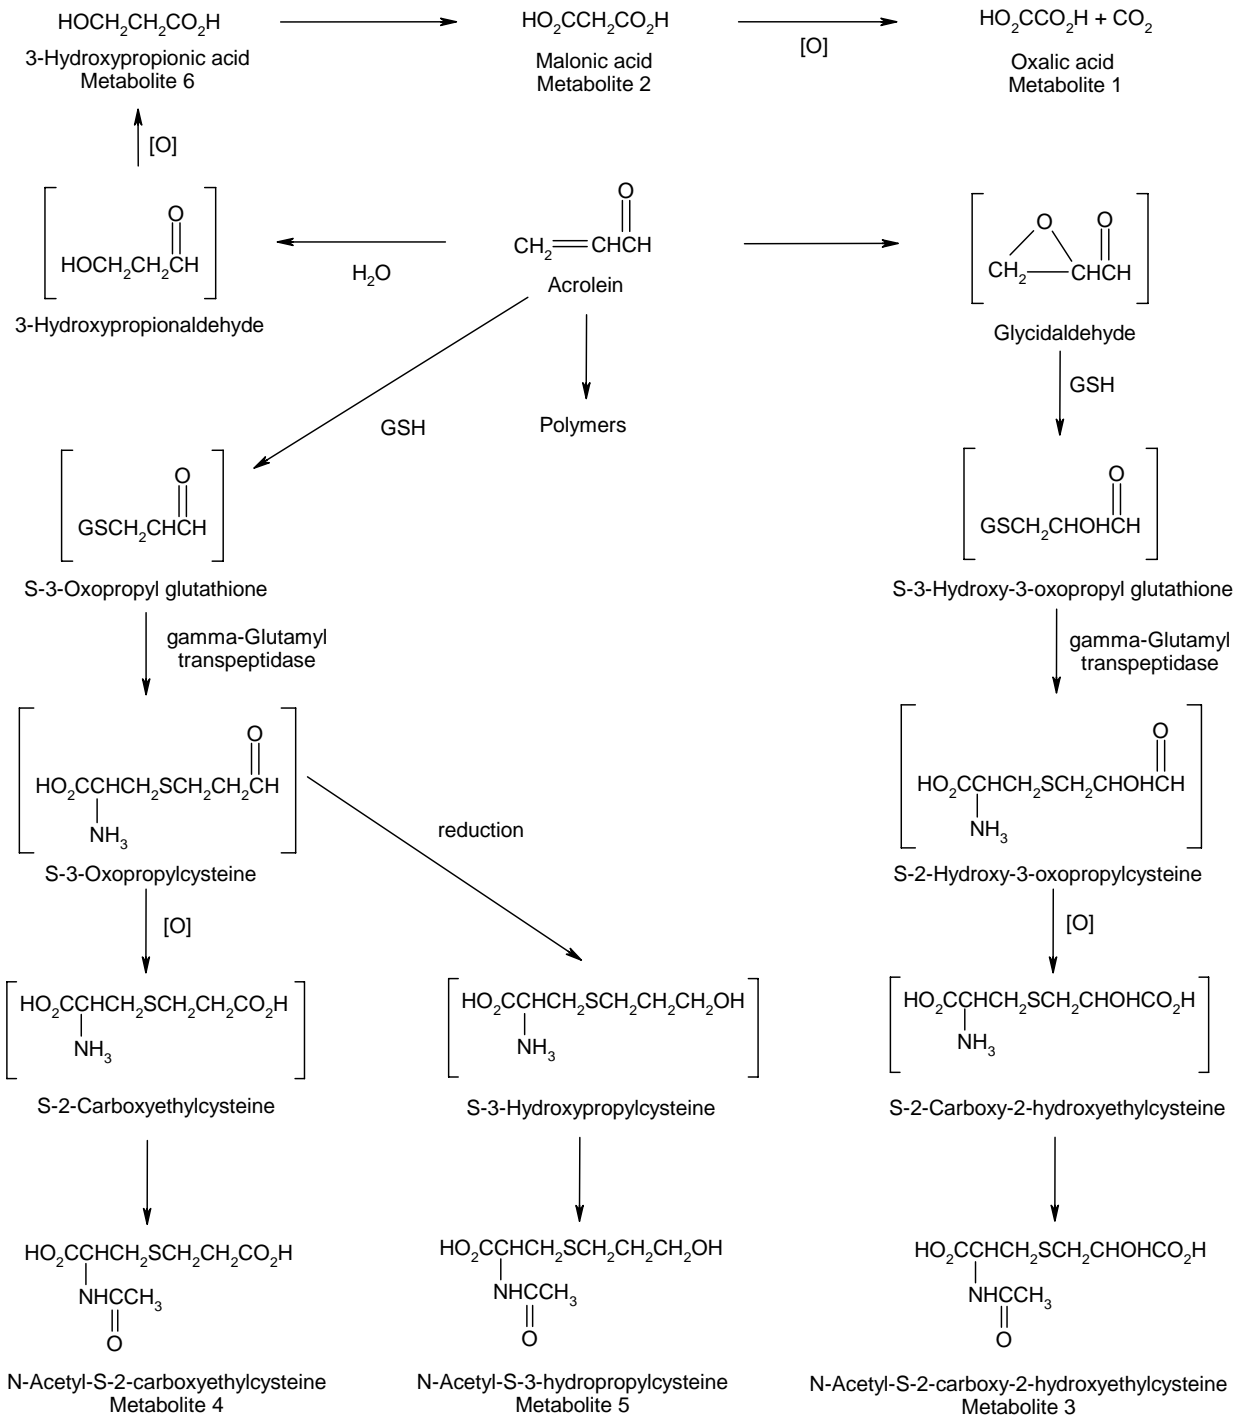 HOCH2CH2CO2H
3-Hydroxypropionic acid
Metabolite 6
HO2CCH2CO2H
Malonic acid
Metabolite 2
[O]
HO2CCO2H + CO2
Oxalic acid
Metabolite 1
[O]
O
HOCH2CH2CH
3-Hydroxypropionaldehyde
H2O
O
CH2=CHCH
Acrolein
O
O
CH2
CHCH
Glycidaldehyde
GSH
Polymers
GSH
O
GSCH2CHCH
S-3-Oxopropyl glutathione
O
GSCH2CHOHCH
S-3-Hydroxy-3-oxopropyl glutathione
gamma-Glutamyl
transpeptidase
gamma-Glutamyl
transpeptidase
O
HO2CCHCH2SCH2CH2CH
NH3
S-3-Oxopropylcysteine
reduction
O
HO2CCHCH2SCH2CHOHCH
NH3
S-2-Hydroxy-3-oxopropylcysteine
[O]
[O]
HO2CCHCH2SCH2CH2CO2H
NH3
S-2-Carboxyethylcysteine
HO2CCHCH2SCH2CH2CH2OH
NH3
S-3-Hydroxypropylcysteine
HO2CCHCH2SCH2CHOHCO2H
NH3
S-2-Carboxy-2-hydroxyethylcysteine
HO2CCHCH2SCH2CH2CO2H
NHCCH3
O
N-Acetyl-S-2-carboxyethylcysteine
Metabolite 4
HO2CCHCH2SCH2CH2CH2OH
NHCCH3
O
N-Acetyl-S-3-hydropropylcysteine
Metabolite 5
HO2CCHCH2SCH2CHOHCO2H
NHCCH3
O
N-Acetyl-S-2-carboxy-2-hydroxyethylcysteine
Metabolite 3